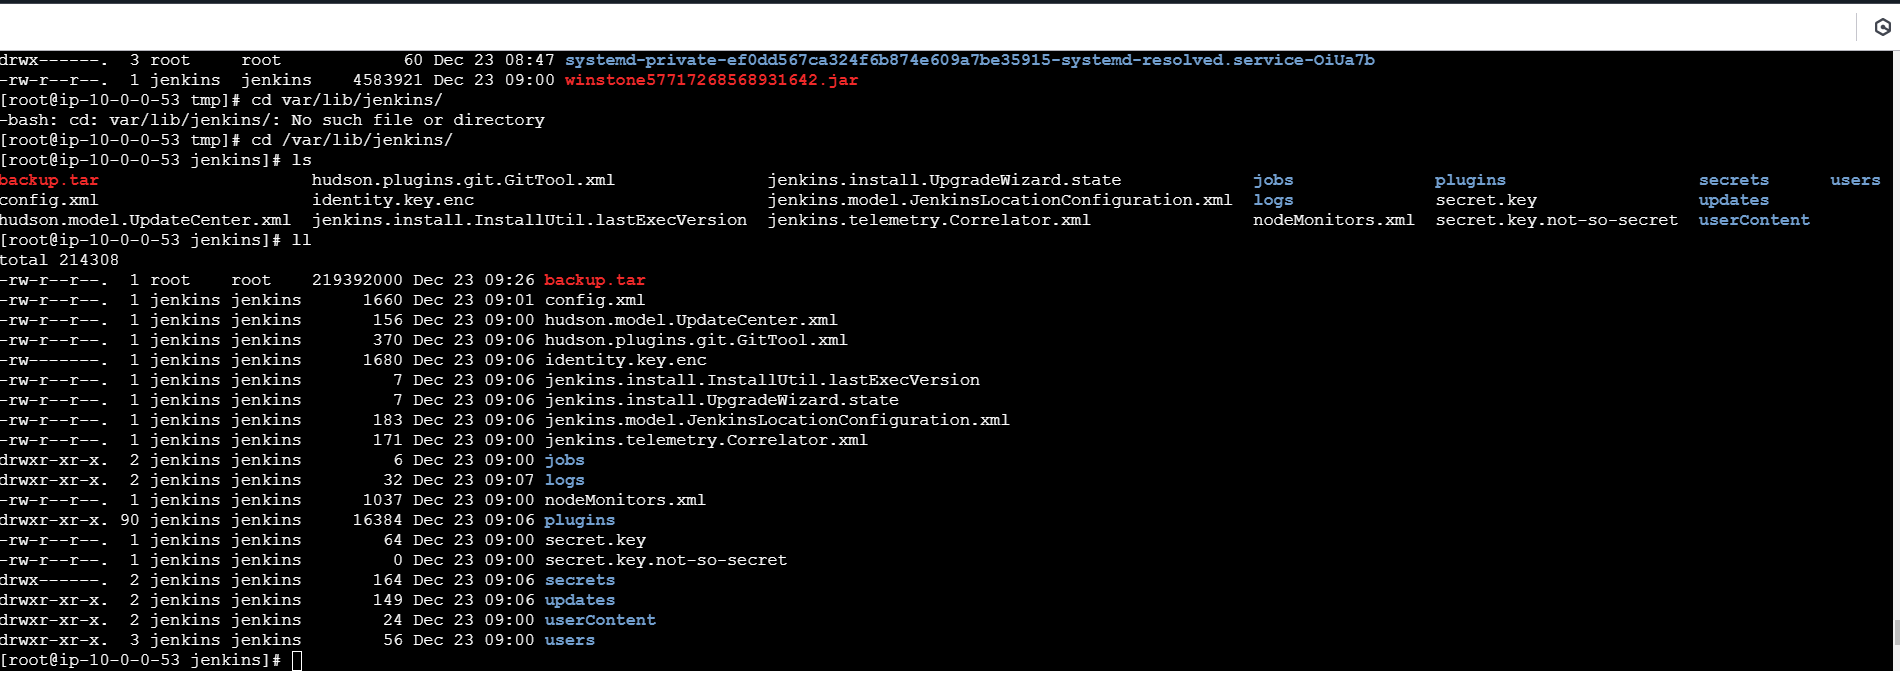 drwx------.  3 root     root            60 Dec 23 08:47 systemd-private-ef0dd567ca324f6b874e609a7be35915-systemd-resolved.service-OiUa7b
-rw-r--r--.  1 jenkins  jenkins    4583921 Dec 23 09:00 winstone57717268568931642.jar
[root@ip-10-0-0-53 tmp]# cd var/lib/jenkins/
-bash: cd: var/lib/jenkins/: No such file or directory
[root@ip-10-0-0-53 tmp]# cd /var/lib/jenkins/
[root@ip-10-0-0-53 jenkins]# ls
backup.tar                     hudson.plugins.git.GitTool.xml               jenkins.install.UpgradeWizard.state             jobs              plugins                   secrets      users
config.xml                     identity.key.enc                             jenkins.model.JenkinsLocationConfiguration.xml  logs              secret.key                updates
hudson.model.UpdateCenter.xml  jenkins.install.InstallUtil.lastExecVersion  jenkins.telemetry.Correlator.xml                nodeMonitors.xml  secret.key.not-so-secret  userContent
[root@ip-10-0-0-53 jenkins]# ll
total 214308
-rw-r--r--.  1 root    root    219392000 Dec 23 09:26 backup.tar
-rw-r--r--.  1 jenkins jenkins      1660 Dec 23 09:01 config.xml
-rw-r--r--.  1 jenkins jenkins       156 Dec 23 09:00 hudson.model.UpdateCenter.xml
-rw-r--r--.  1 jenkins jenkins       370 Dec 23 09:06 hudson.plugins.git.GitTool.xml
-rw-------.  1 jenkins jenkins      1680 Dec 23 09:06 identity.key.enc
-rw-r--r--.  1 jenkins jenkins         7 Dec 23 09:06 jenkins.install.InstallUtil.lastExecVersion
-rw-r--r--.  1 jenkins jenkins         7 Dec 23 09:06 jenkins.install.UpgradeWizard.state
-rw-r--r--.  1 jenkins jenkins       183 Dec 23 09:06 jenkins.model.JenkinsLocationConfiguration.xml
-rw-r--r--.  1 jenkins jenkins       171 Dec 23 09:00 jenkins.telemetry.Correlator.xml
drwxr-xr-x.  2 jenkins jenkins         6 Dec 23 09:00 jobs
drwxr-xr-x.  2 jenkins jenkins        32 Dec 23 09:07 logs
-rw-r--r--.  1 jenkins jenkins      1037 Dec 23 09:00 nodeMonitors.xml
drwxr-xr-x. 90 jenkins jenkins     16384 Dec 23 09:06 plugins
-rw-r--r--.  1 jenkins jenkins        64 Dec 23 09:00 secret.key
-rw-r--r--.  1 jenkins jenkins         0 Dec 23 09:00 secret.key.not-so-secret
drwx------.  2 jenkins jenkins       164 Dec 23 09:06 secrets
drwxr-xr-x.  2 jenkins jenkins       149 Dec 23 09:06 updates
drwxr-xr-x.  2 jenkins jenkins        24 Dec 23 09:00 userContent
drwxr-xr-x.  3 jenkins jenkins        56 Dec 23 09:00 users
[root@ip-10-0-0-53 jenkins]#